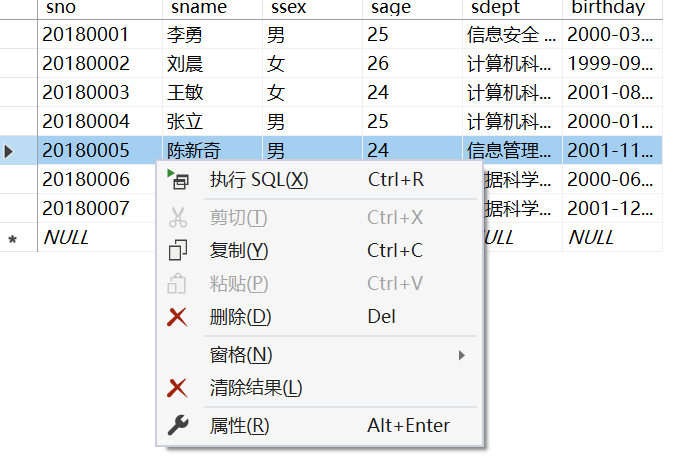 sno sname ssex sage sdept birthday
20180001 李勇 男 25 信息安全 ... 2000-03...
20180002 刘晨 女 26 计算机科... 1999-09...
20180003 王敏 女 24 计算机科... 2001-08...
20180004 张立 男 25 计算机科... 2000-01...
20180005 陈新奇 男 24 信息管理... 2001-11...
20180006 据科学... 2000-06...
20180007 据科学... 2001-12...
NULL NULL NULL
执行 SQL(X) Ctrl+R
剪切(T) Ctrl+X
复制(Y) Ctrl+C
粘贴(P) Ctrl+V
删除(D) Del
窗格(N)
清除结果(L)
属性(R) Alt+Enter